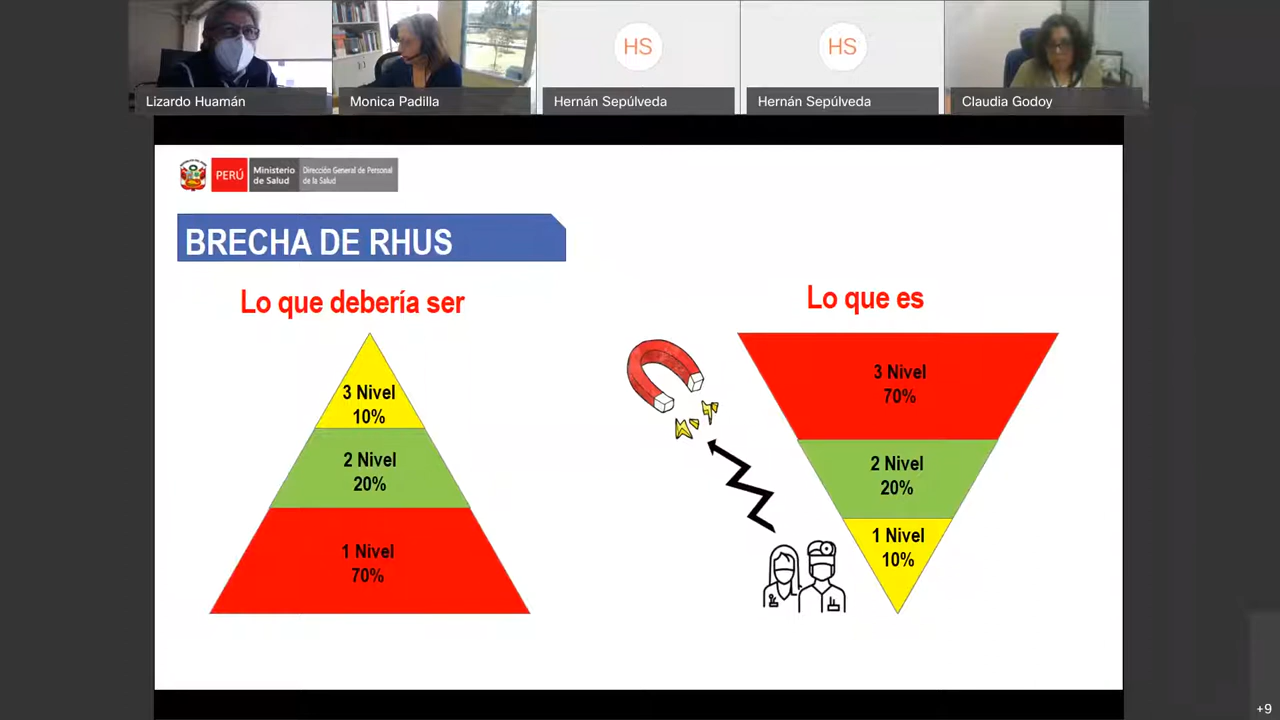 HS
HS
Lizardo Huamán
Monica Padilla
Hernán Sepúlveda
Hernán Sepúlveda
Claudia Godoy
PERÚ
Ministerio
de Salud
Dirección General de Personal
de la Salud
BRECHA DE RHUS
Lo que debería ser
3 Nivel
10%
2 Nivel
20%
1 Nivel
70%
Lo que es
3 Nivel
70%
2 Nivel
20%
1 Nivel
10%
+9